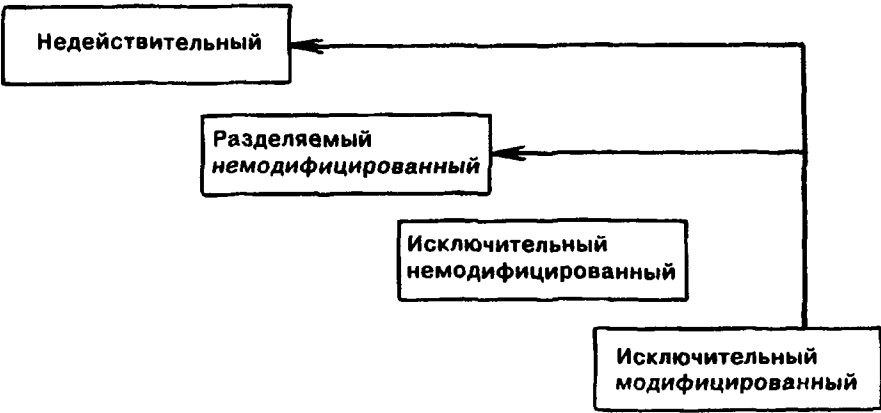 Недействительный
Разделяемый
немодифицированный
Исключительный
немодифицированный
Исключительный
модифицированный